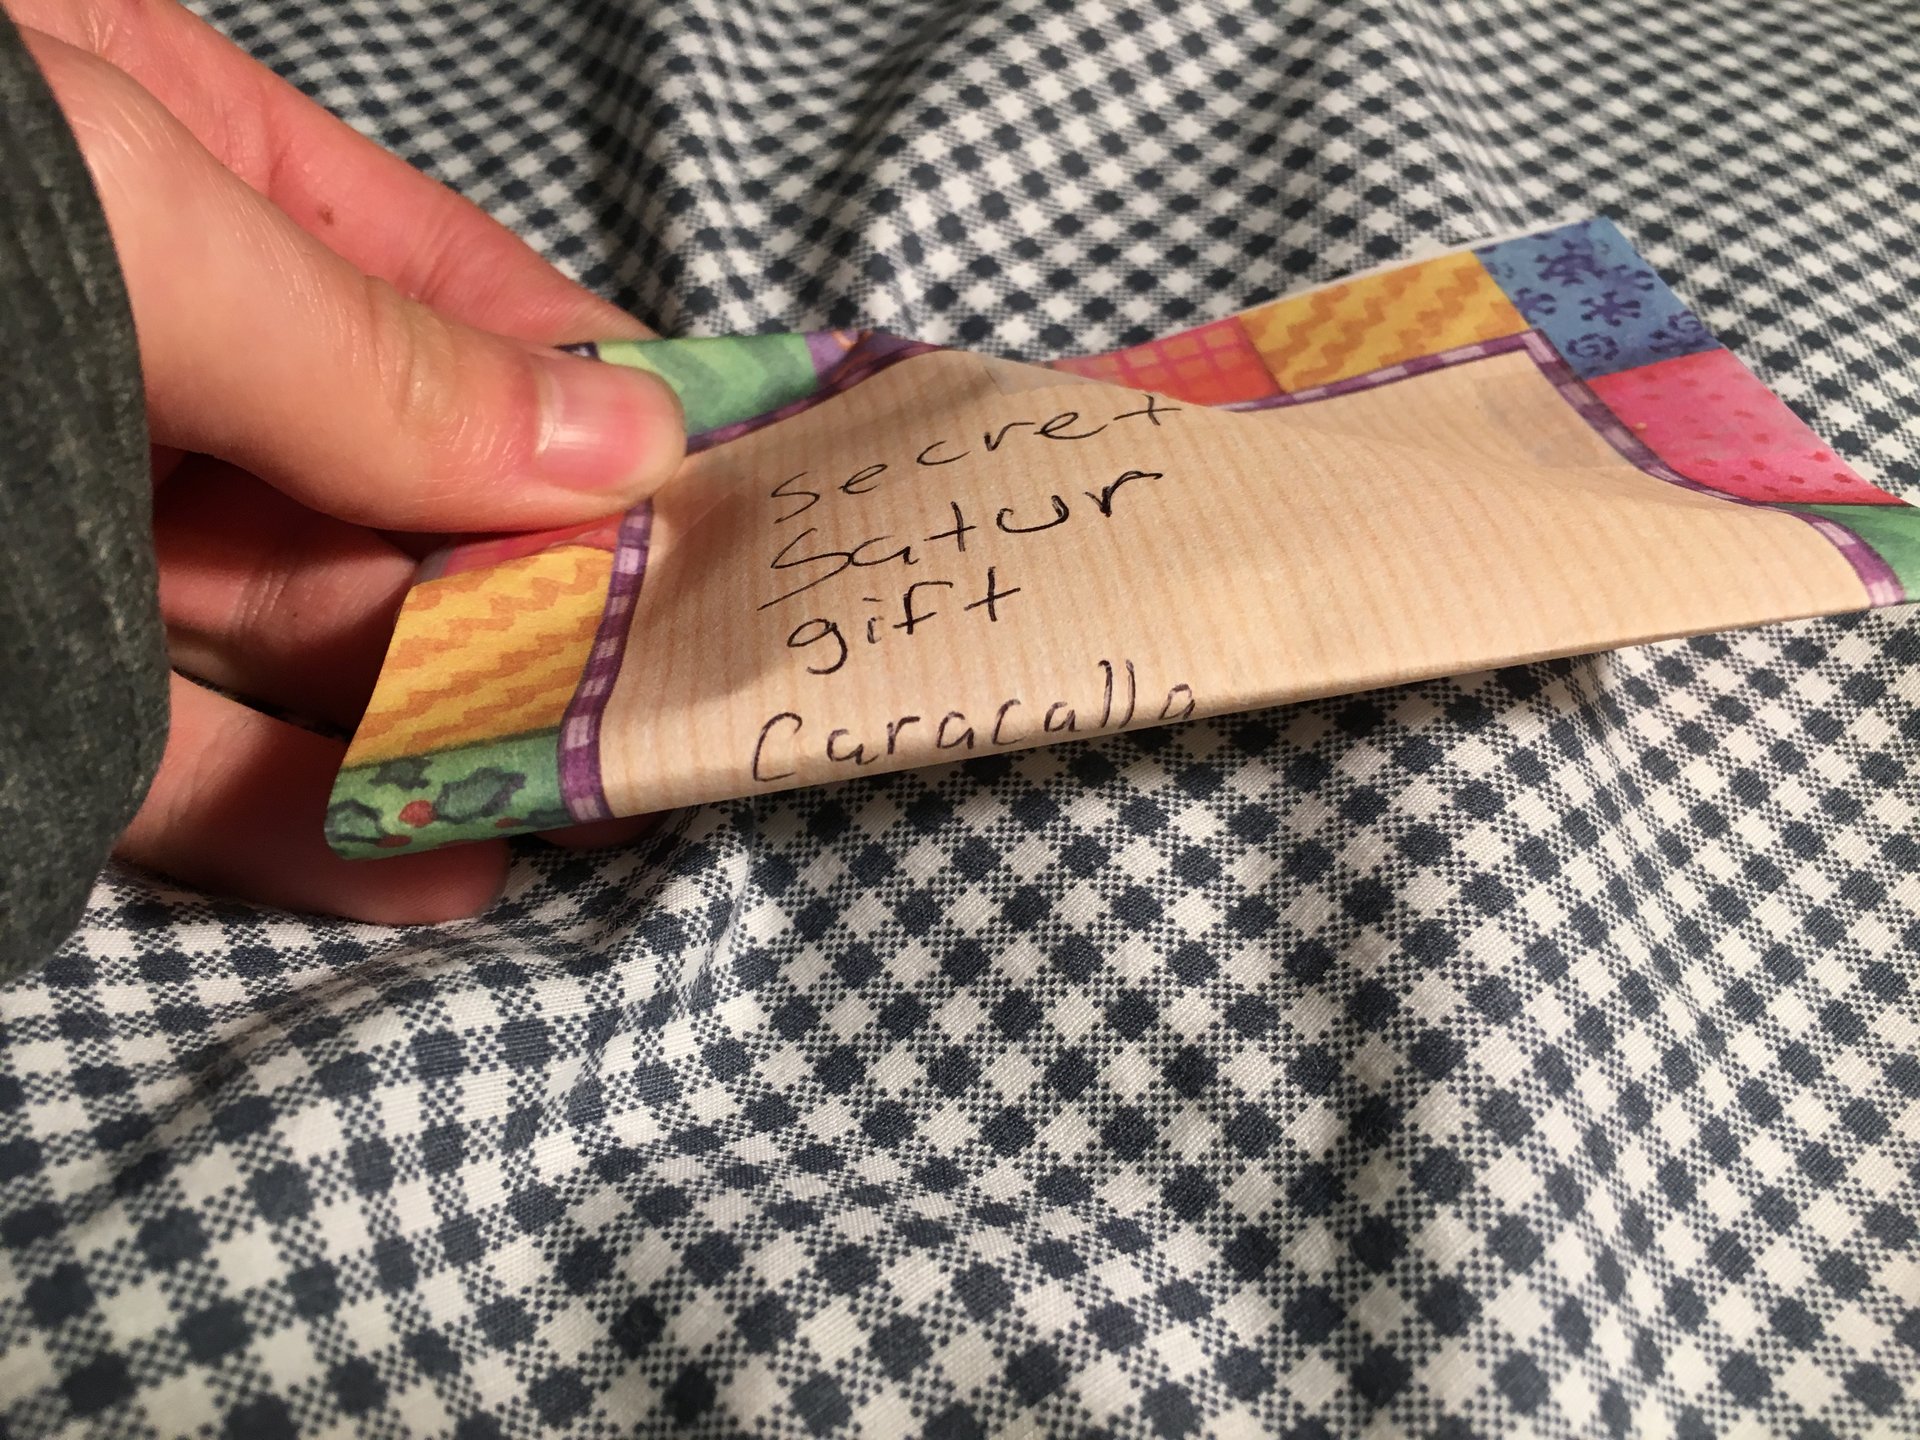 Secret
Satur
gift
Caracalla